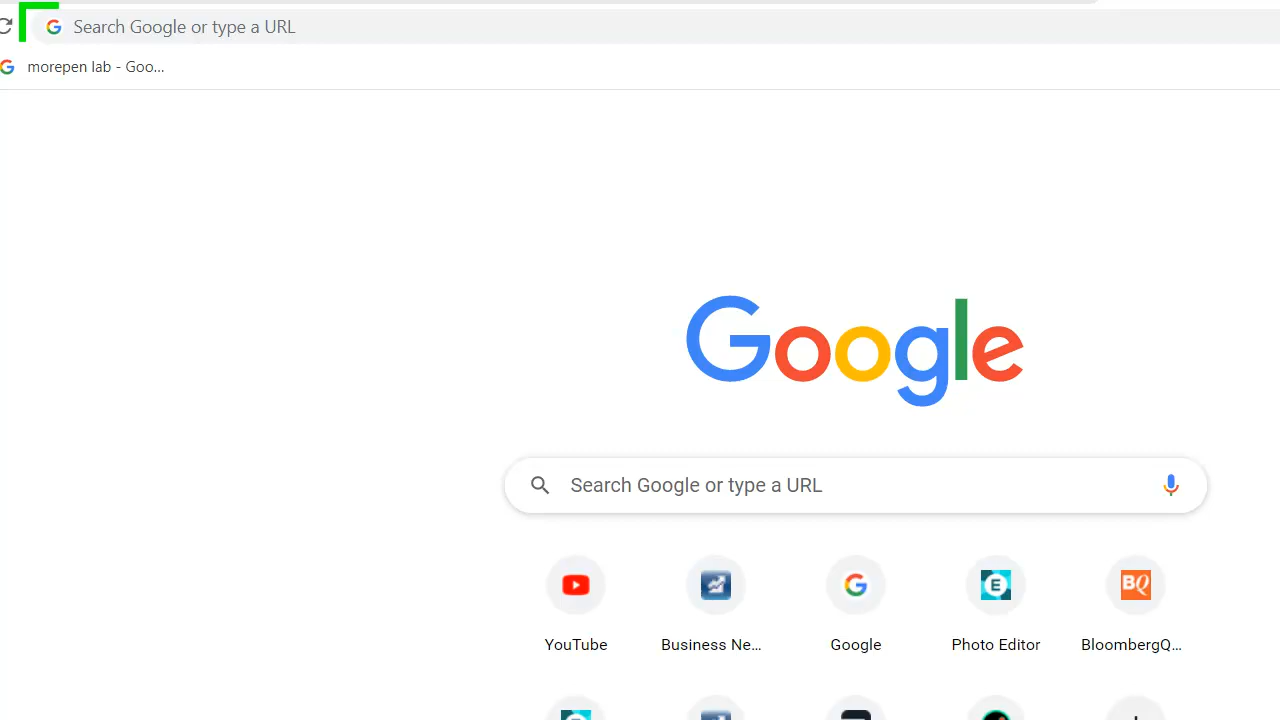 Search Google or type a URL
morepen lab - Goo...
Google
Search Google or type a URL
YouTube
Business Ne...
Google
Photo Editor
BloombergQ...